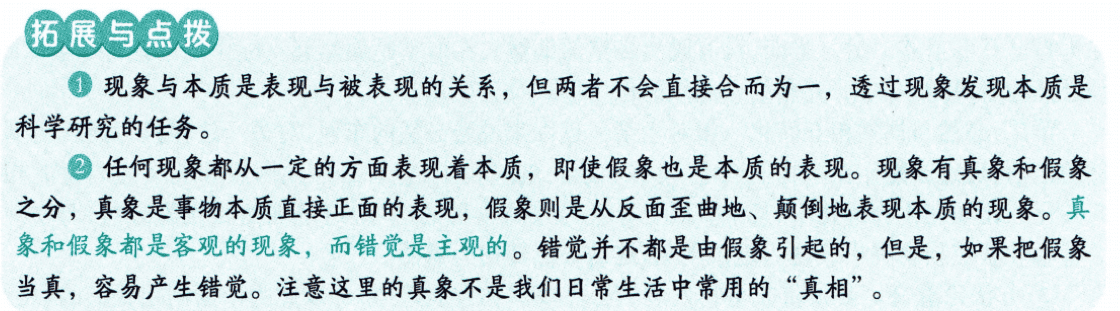 拓展与点拨
1 现象与本质是表现与被表现的关系，但两者不会直接合而为一，透过现象发现本质是
科学研究的任务。
2 任何现象都从一定的方面表现着本质，即使假象也是本质的表现。现象有真象和假象
之分，真象是事物本质直接正面的表现，假象则是从反面歪曲地、颠倒地表现本质的现象。真
象和假象都是客观的现象，而错觉是主观的。错觉并不都是由假象引起的，但是，如果把假象
当真，容易产生错觉。注意这里的真象不是我们日常生活中常用的“真相”。